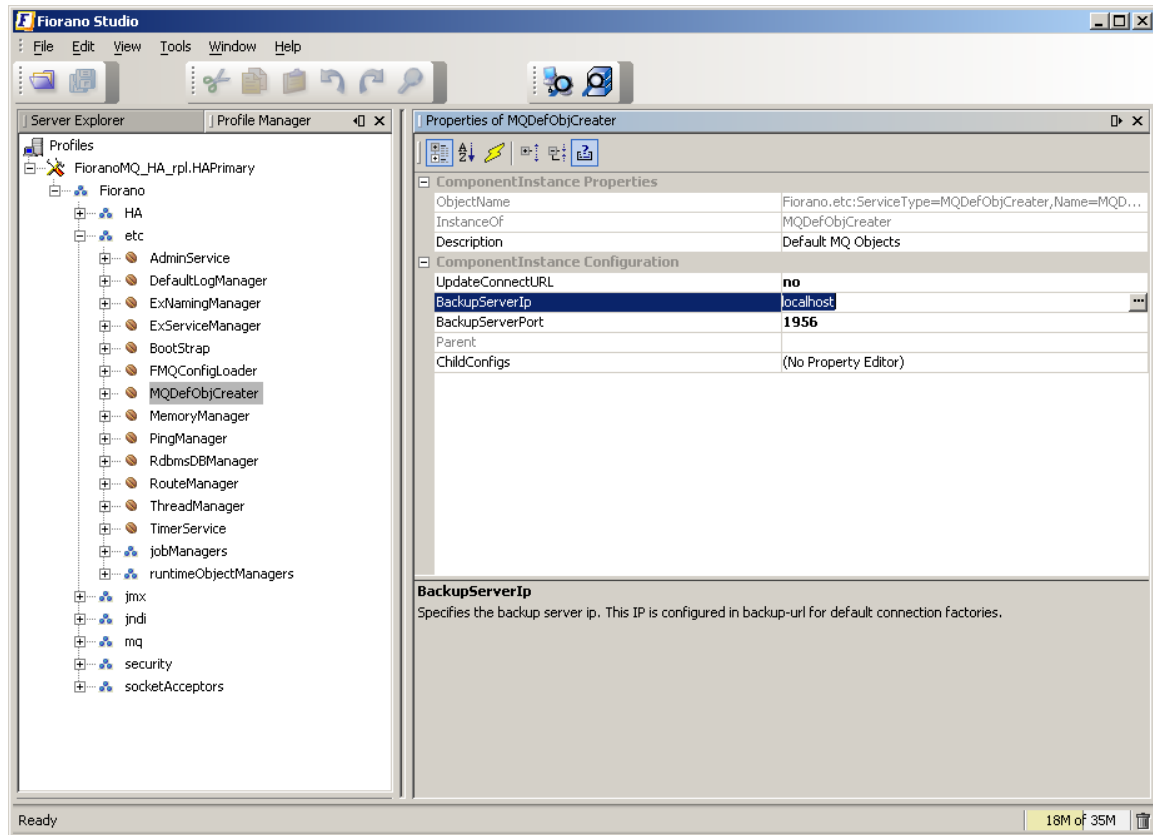 Fiorano Studio
File Edit View Tools Window Help
Server Explorer Profile Manager
Profiles
FioranoMQ_HA_rpl.HAPrimary
Fiorano
HA
etc
AdminService
DefaultLogManager
ExNamingManager
ExServiceManager
BootStrap
FMQConfigLoader
MQDefObjCreater
MemoryManager
PingManager
RdbmsDBManager
RouteManager
ThreadManager
TimerService
jobManagers
runtimeObjectManagers
jmx
jndi
mq
security
socketAcceptors
Properties of MQDefObjCreater
ComponentInstance Properties
ObjectName Fiorano.etc:ServiceType=MQDefObjCreater,Name=MQD...
InstanceOf MQDefObjCreater
Description Default MQ Objects
ComponentInstance Configuration
UpdateConnectURL no
BackupServerIp localhost ...
BackupServerPort 1956
Parent
ChildConfigs (No Property Editor)
BackupServerIp
Specifies the backup server ip. This IP is configured in backup-url for default connection factories.
Ready 18M of 35M